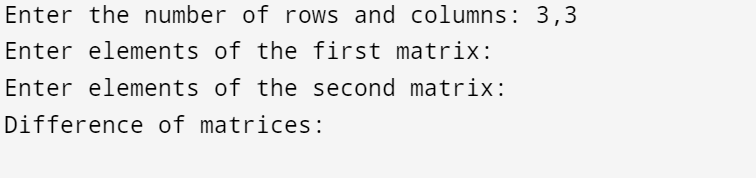 Enter the number of rows and columns: 3,3
Enter elements of the first matrix:
Enter elements of the second matrix:
Difference of matrices: